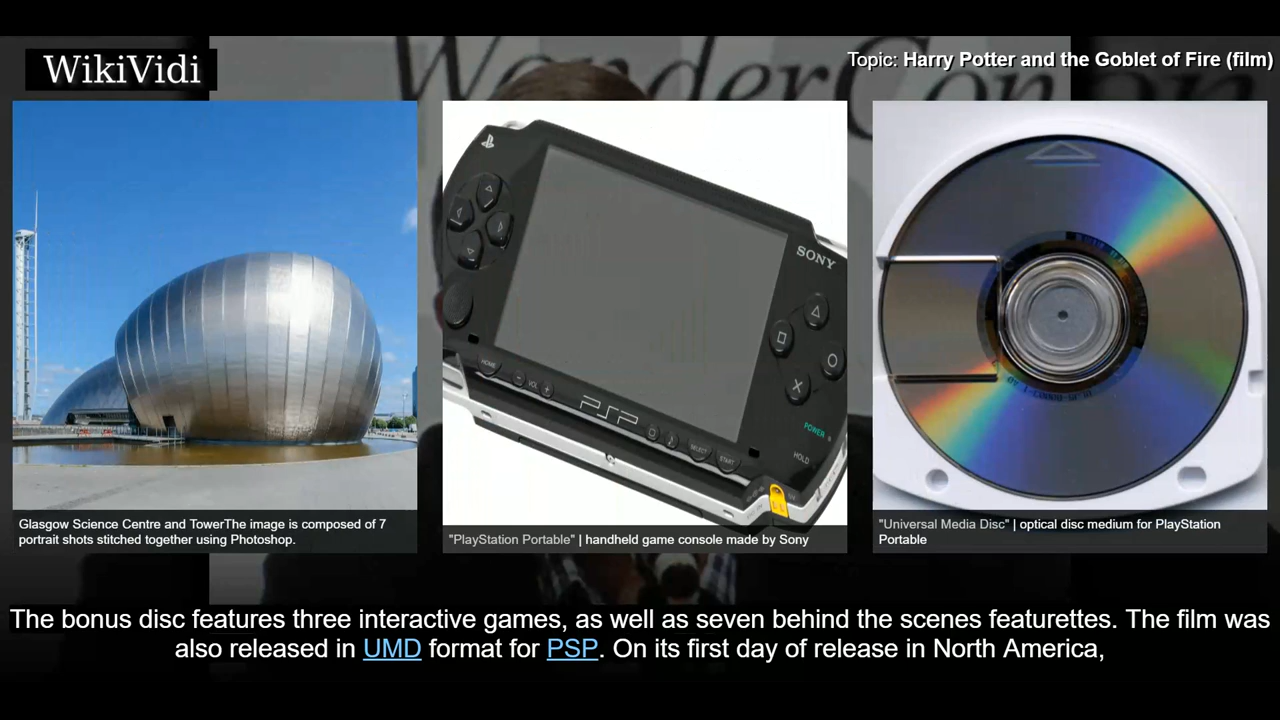 WikiVidi
Topic: Harry Potter and the Goblet of Fire (film)
WonderCon
SONY
HOME
VOL
PSP
SELECT
START
POWER
HOLD
Glasgow Science Centre and TowerThe image is composed of 7
portrait shots stitched together using Photoshop.
"PlayStation Portable" | handheld game console made by Sony
"Universal Media Disc" | optical disc medium for PlayStation
Portable
The bonus disc features three interactive games, as well as seven behind the scenes featurettes. The film was
also released in UMD format for PSP. On its first day of release in North America,